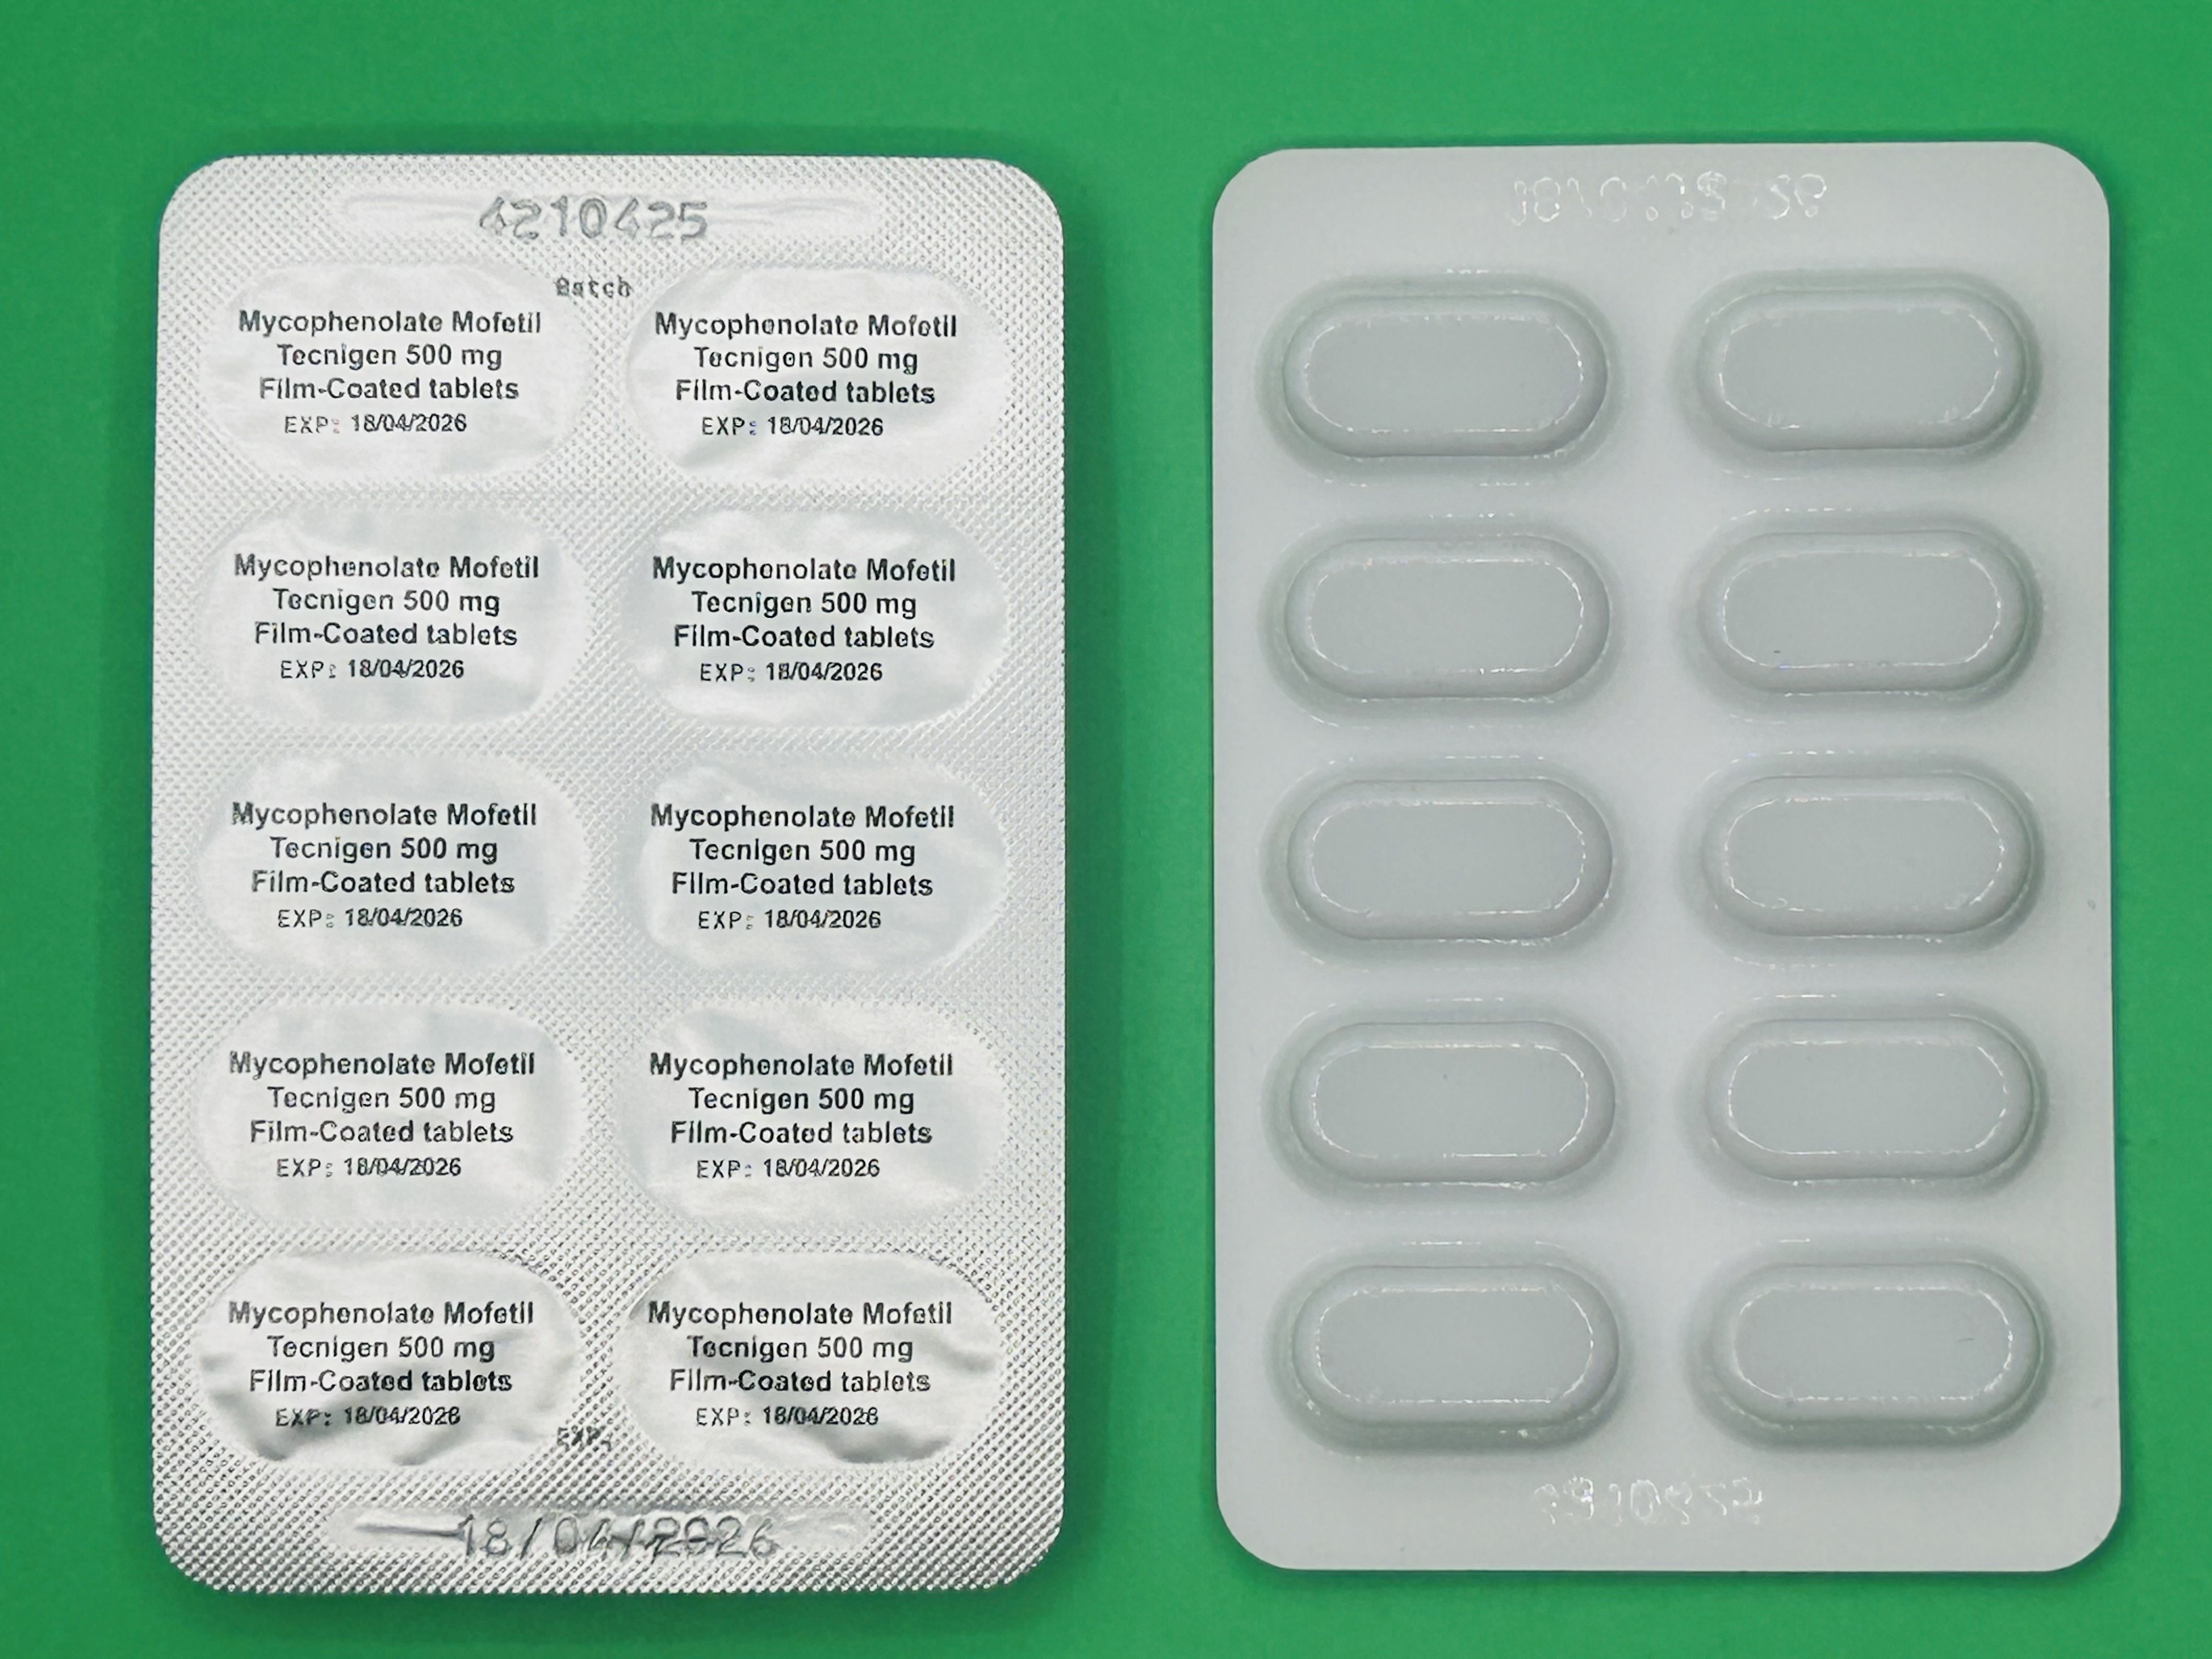 4210425
Batch
Mycophenolate Mofetil
Tecnigen 500 mg
Film-Coated tablets
EXP: 18/04/2026
Mycophenolate Mofetil
Tecnigen 500 mg
Film-Coated tablets
EXP: 18/04/2026
Mycophenolate Mofetil
Tecnigen 500 mg
Film-Coated tablets
EXP: 18/04/2026
Mycophenolate Mofetil
Tecnigen 500 mg
Film-Coated tablets
EXP: 18/04/2026
Mycophenolate Mofetil
Tecnigen 500 mg
Film-Coated tablets
EXP: 18/04/2026
Mycophenolate Mofetil
Tecnigen 500 mg
Film-Coated tablets
EXP: 18/04/2026
Mycophenolate Mofetil
Tecnigen 500 mg
Film-Coated tablets
EXP: 18/04/2026
Mycophenolate Mofetil
Tecnigen 500 mg
Film-Coated tablets
EXP: 18/04/2026
Mycophenolate Mofetil
Tecnigen 500 mg
Film-Coated tablets
EXP: 18/04/2026
Mycophenolate Mofetil
Tecnigen 500 mg
Film-Coated tablets
EXP: 18/04/2026
EXP:
18/04/2026